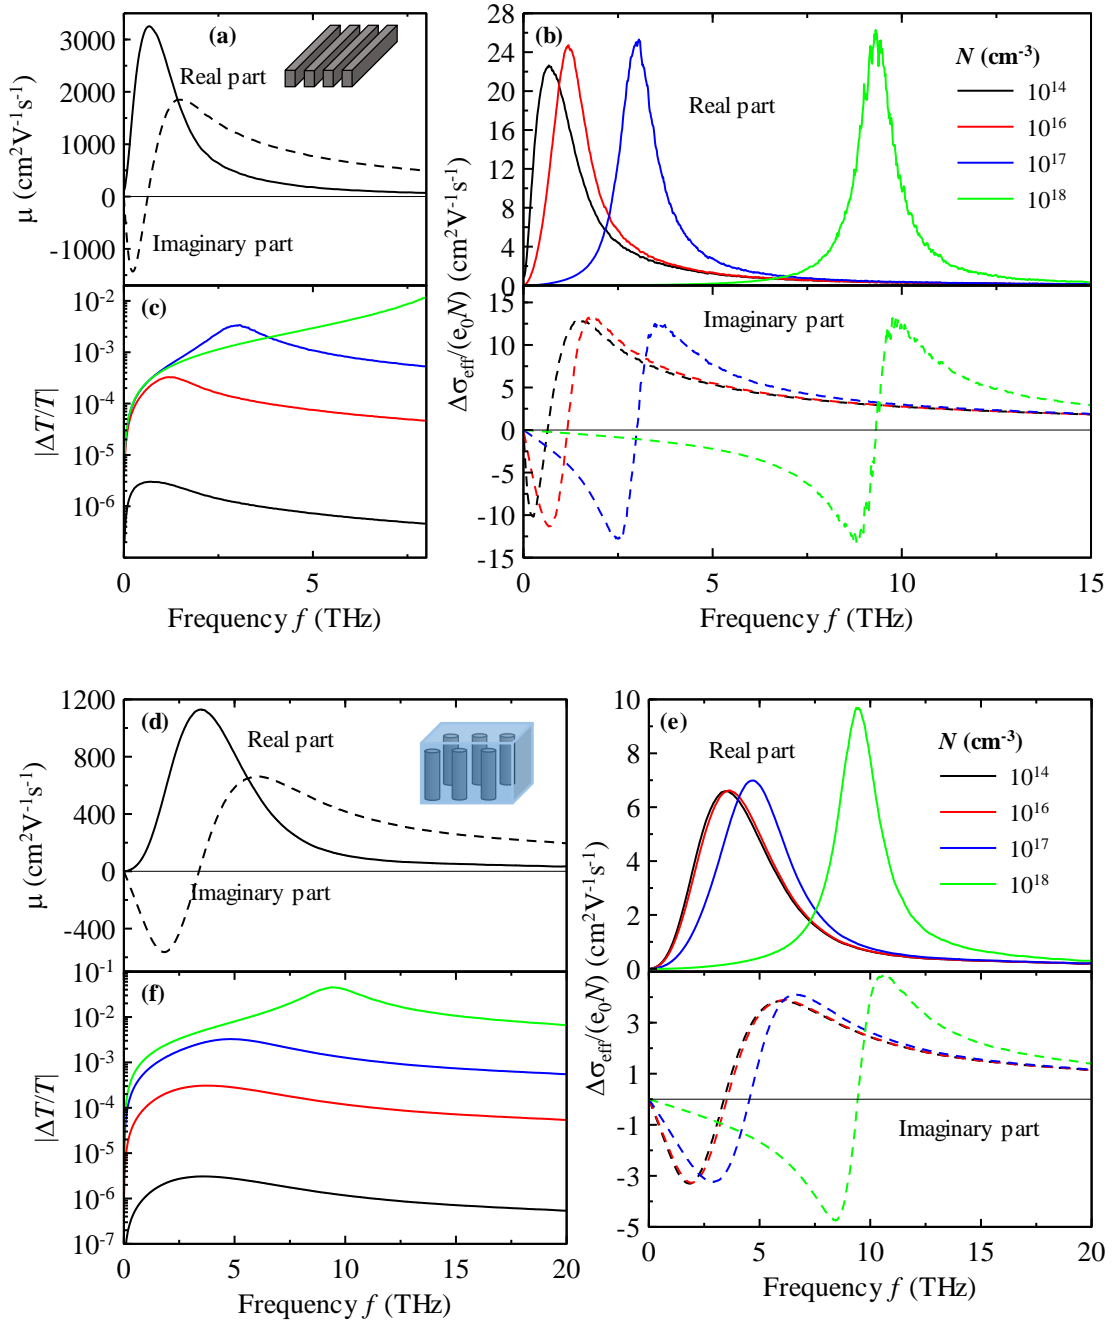 (a)
Real part
Imaginary part
3000
2000
1000
0
-1000
μ (cm²V⁻¹s⁻¹)
(b)
Real part
N (cm⁻³)
10¹⁴
10¹⁶
10¹⁷
10¹⁸
28
24
20
16
12
8
4
0
Imaginary part
15
10
5
0
-5
-10
-15
Δσeff/(e₀N) (cm²V⁻¹s⁻¹)
0
5
10
15
Frequency f (THz)
(c)
10⁻²
10⁻³
10⁻⁴
10⁻⁵
10⁻⁶
|ΔT/T|
0
5
Frequency f (THz)
(d)
Real part
Imaginary part
1200
800
400
0
-400
μ (cm²V⁻¹s⁻¹)
(e)
Real part
N (cm⁻³)
10¹⁴
10¹⁶
10¹⁷
10¹⁸
10
8
6
4
2
0
Imaginary part
3
1
-1
-3
-5
Δσeff/(e₀N) (cm²V⁻¹s⁻¹)
0
5
10
15
20
Frequency f (THz)
(f)
10⁻¹
10⁻²
10⁻³
10⁻⁴
10⁻⁵
10⁻⁶
10⁻⁷
|ΔT/T|
0
5
10
15
20
Frequency f (THz)